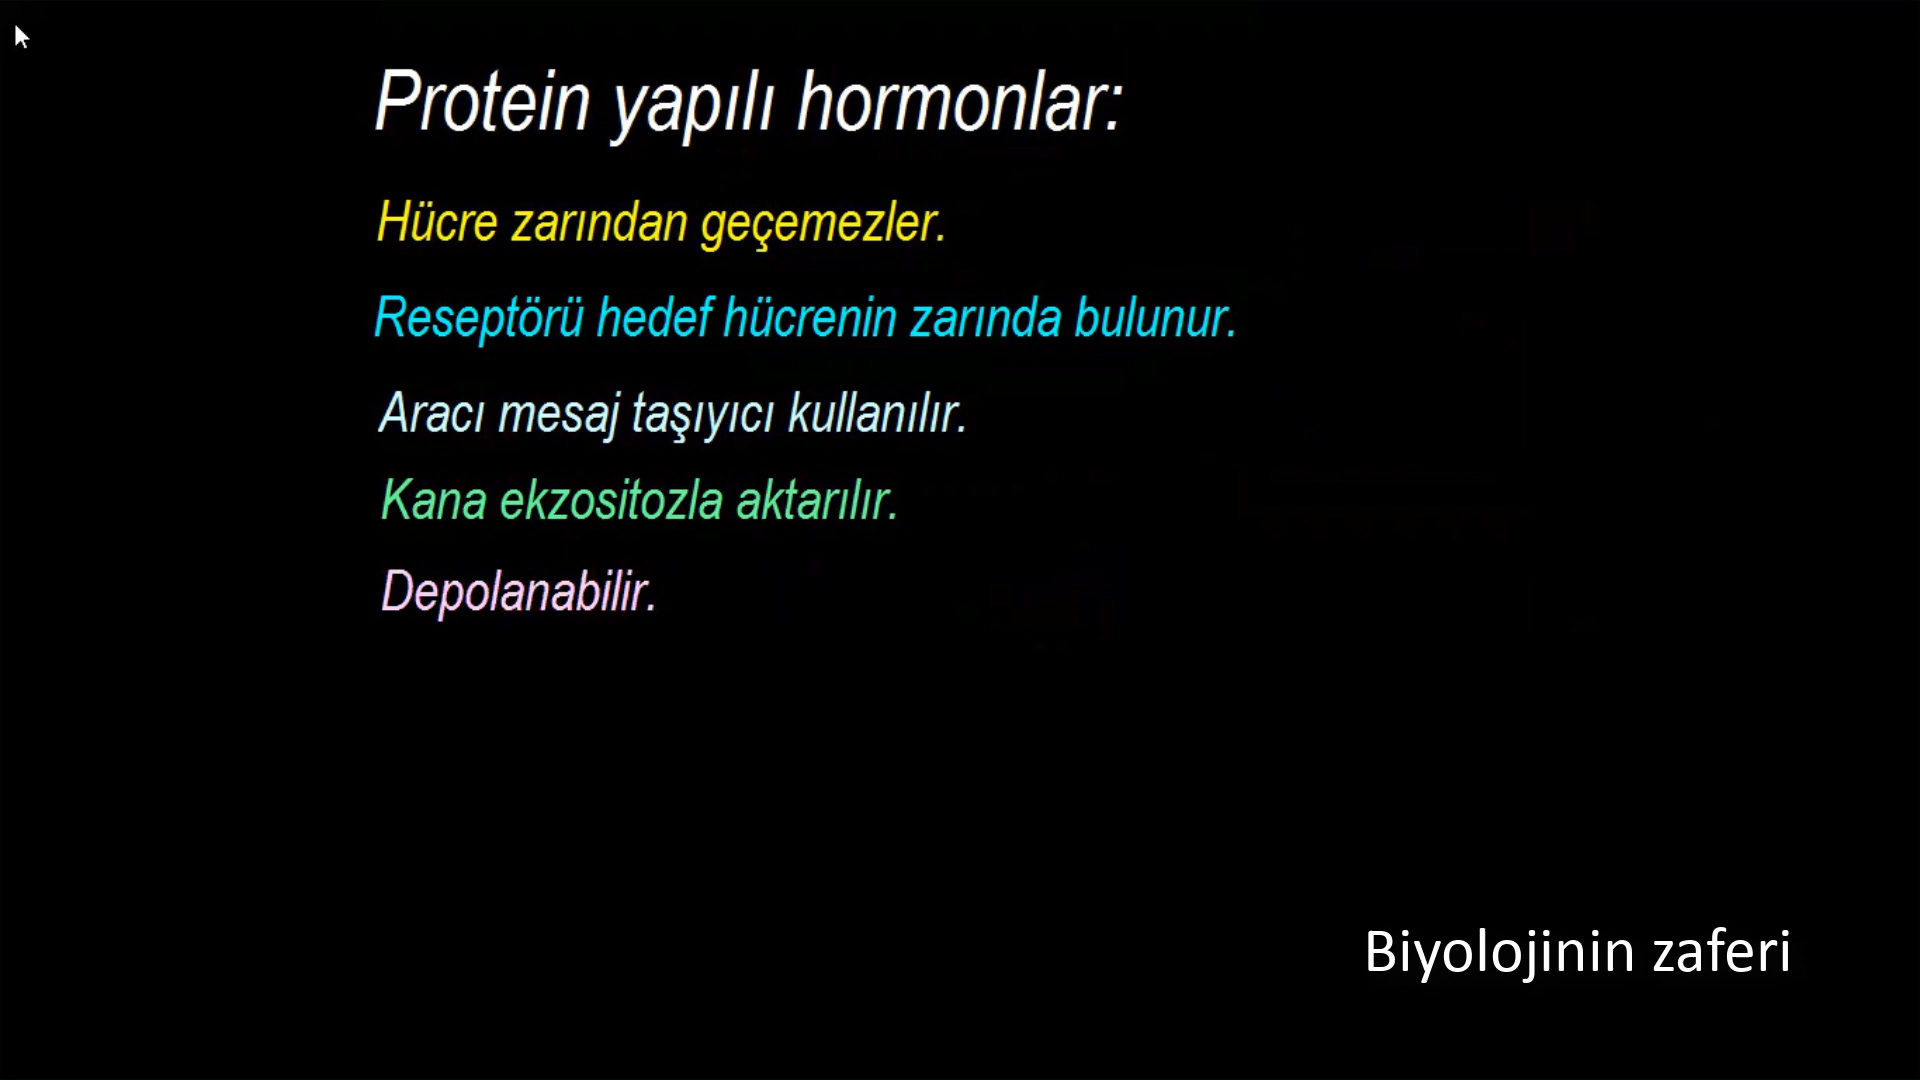 Protein yapılı hormonlar:
Hücre zarından geçemezler.
Reseptörü hedef hücrenin zarında bulunur.
Aracı mesaj taşıyıcı kullanılır.
Kana ekzositozla aktarılır.
Depolanabilir.
Biyolojinin zaferi